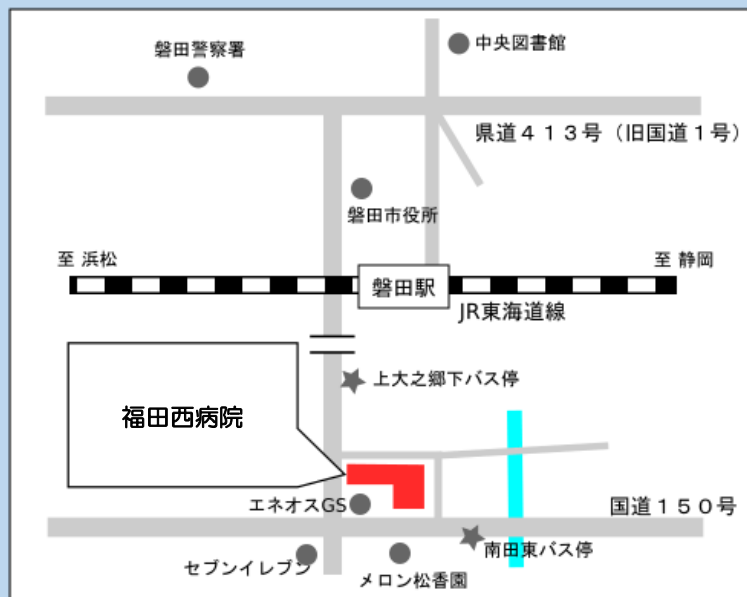 磐田警察署
中央図書館
県道４１３号（旧国道１号）
磐田市役所
至 浜松
至 静岡
磐田駅
JR東海道線
上大之郷下バス停
福田西病院
エネオスGS
国道１５０号
南田東バス停
セブンイレブン
メロン松香園